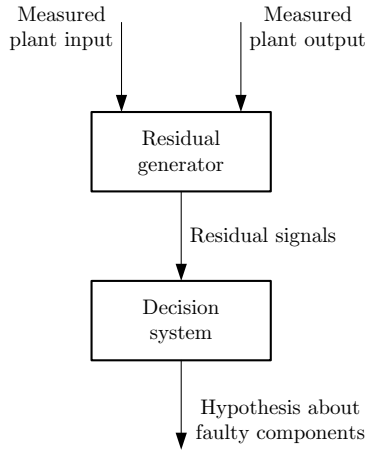 Measured
plant input
Measured
plant output
Residual
generator
Residual signals
Decision
system
Hypothesis about
faulty components